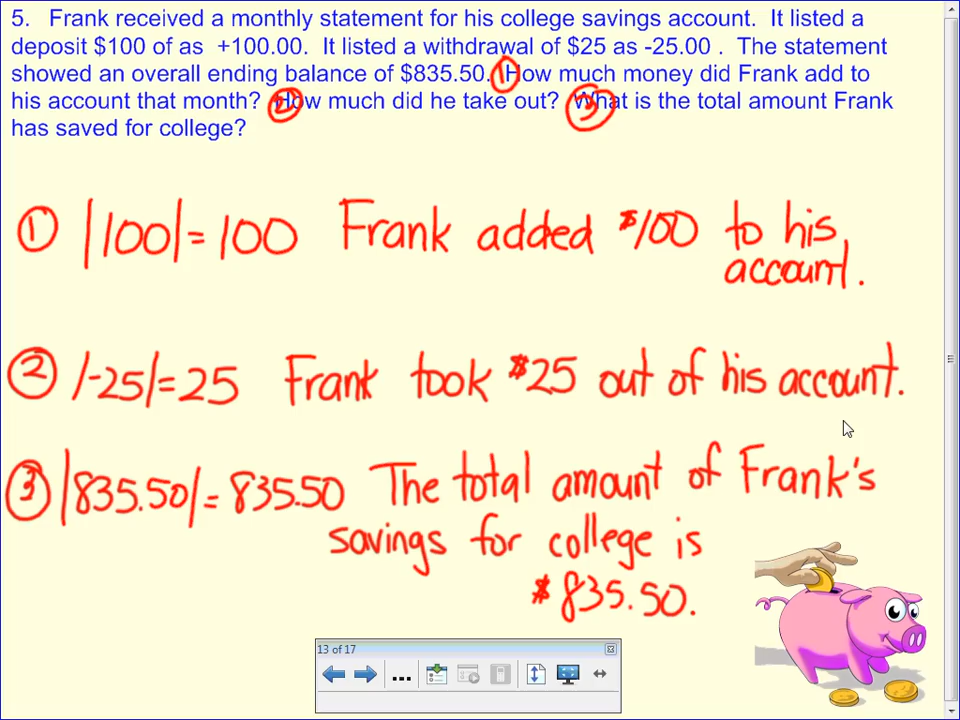 5. Frank received a monthly statement for his college savings account. It listed a
deposit $100 of as +100.00. It listed a withdrawal of $25 as -25.00 . The statement
showed an overall ending balance of $835.50. ① How much money did Frank add to
his account that month? ② How much did he take out? ③ What is the total amount Frank
has saved for college?
① |100| = 100 Frank added $100 to his
account.
② |-25| = 25 Frank took $25 out of his account.
③ |835.50| = 835.50 The total amount of Frank's
savings for college is
$835.50.
13 of 17
...